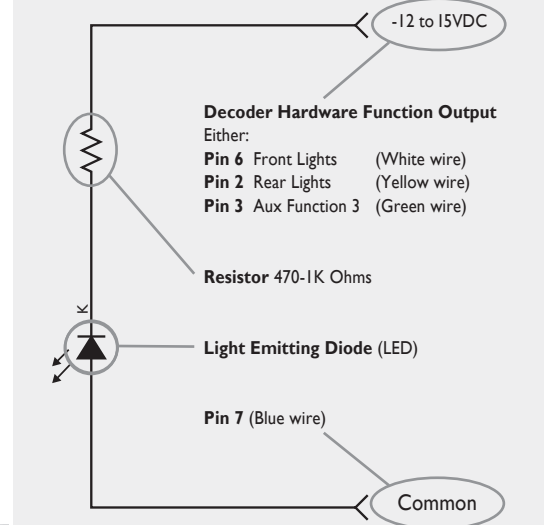 -12 to 15VDC
Decoder Hardware Function Output
Either:
Pin 6 Front Lights (White wire)
Pin 2 Rear Lights (Yellow wire)
Pin 3 Aux Function 3 (Green wire)
Resistor 470-1K Ohms
K
Light Emitting Diode (LED)
Pin 7 (Blue wire)
Common